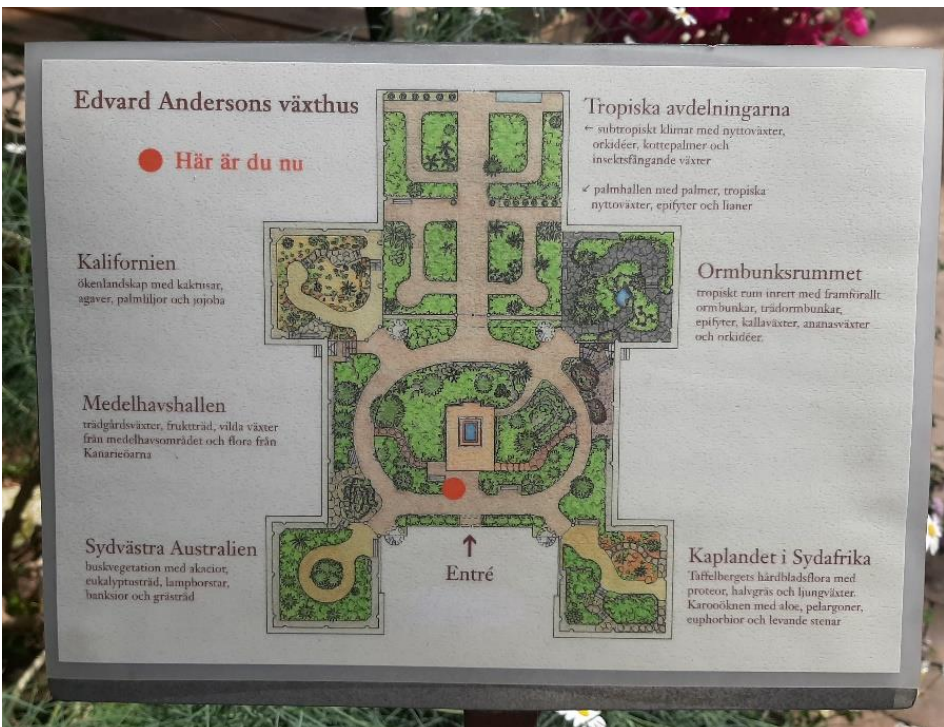 Edvard Andersons växthus
Här är du nu
Tropiska avdelningarna
← subtropiskt klimat med nyttoväxter,
orkidéer, kottepalmer och
insektsfångande växter
↙ palmhallen med palmer, tropiska
nyttoväxter, epifyter och lianer
Kalifornien
ökenlandskap med kaktusar,
agaver, palmliljor och jojoba
Ormbunksrummet
tropiskt rum inrett med framförallt
ormbunkar, trädormbunkar,
epifyter, kallaväxter, ananasväxter
och orkidéer.
Medelhavshallen
trädgårdsväxter, fruktträd, vilda växter
från medelhavsområdet och flora från
Kanarieöarna
Sydvästra Australien
buskvegetation med akacior,
eukalyptusträd, lampborstar,
banksior och grästräd
Entré
Kaplandet i Sydafrika
Taffelbergets hårdbladsflora med
proteor, halvgräs och ljungväxter.
Karooöknen med aloe, pelargoner,
euphorbior och levande stenar